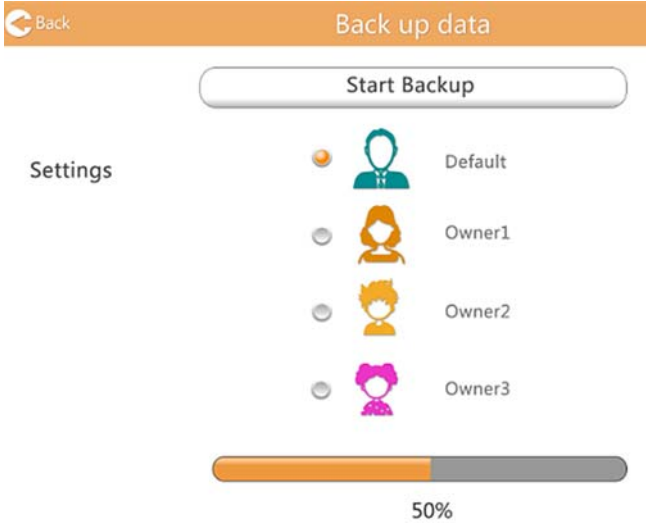 Back
Back up data
Start Backup
Settings
Default
Owner1
Owner2
Owner3
50%